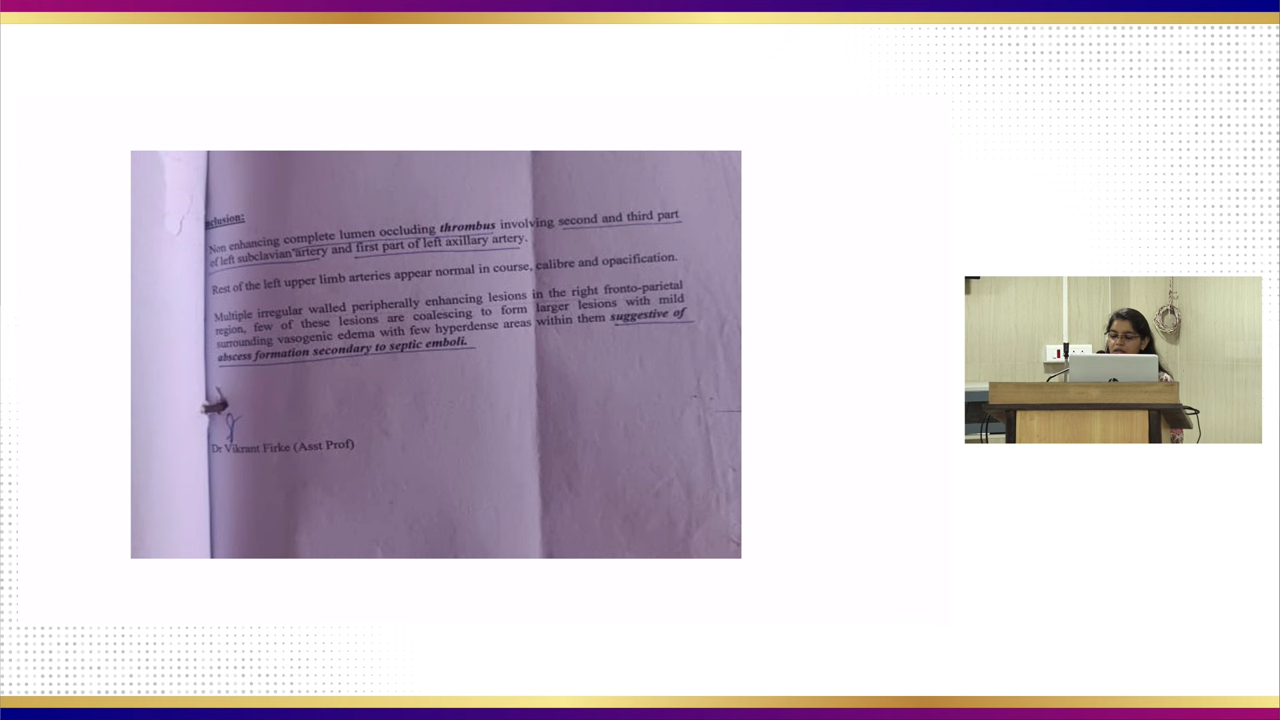 nclusion:
Non enhancing complete lumen occluding thrombus involving second and third part
of left subclavian artery and first part of left axillary artery.
Rest of the left upper limb arteries appear normal in course, calibre and opacification.
Multiple irregular walled peripherally enhancing lesions in the right fronto-parietal
region, few of these lesions are coalescing to form larger lesions with mild
surrounding vasogenic edema with few hyperdense areas within them suggestive of
abscess formation secondary to septic emboli.
Dr Vikrant Firke (Asst Prof)